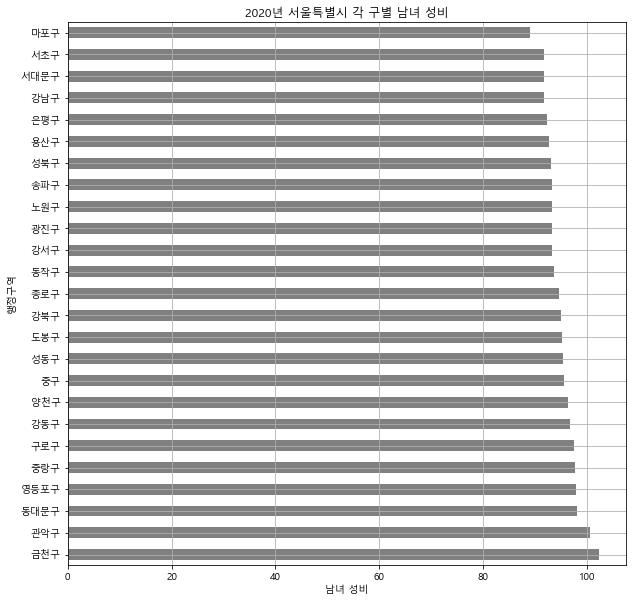 2020년 서울특별시 각 구별 남녀 성비
마포구
서초구
서대문구
강남구
은평구
용산구
성북구
송파구
노원구
광진구
강서구
동작구
종로구
강북구
도봉구
성동구
중구
양천구
강동구
구로구
중랑구
영등포구
동대문구
관악구
금천구
행정구역
0 20 40 60 80 100
남녀 성비